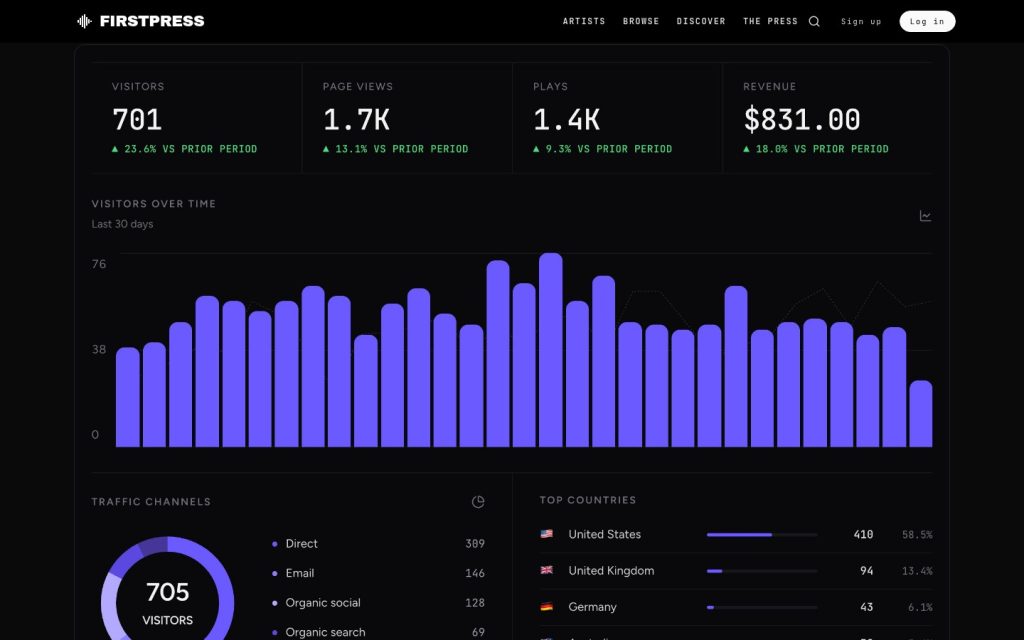 FIRSTPRESS
ARTISTS BROWSE DISCOVER THE PRESS Sign up Log in
VISITORS PAGE VIEWS PLAYS REVENUE
701 1.7K 1.4K $831.00
▲ 23.6% VS PRIOR PERIOD ▲ 13.1% VS PRIOR PERIOD ▲ 9.3% VS PRIOR PERIOD ▲ 18.0% VS PRIOR PERIOD
VISITORS OVER TIME
Last 30 days
76
38
0
TRAFFIC CHANNELS
705
VISITORS
Direct 309
Email 146
Organic social 128
Organic search 69
TOP COUNTRIES
United States 410 58.5%
United Kingdom 94 13.4%
Germany 43 6.1%